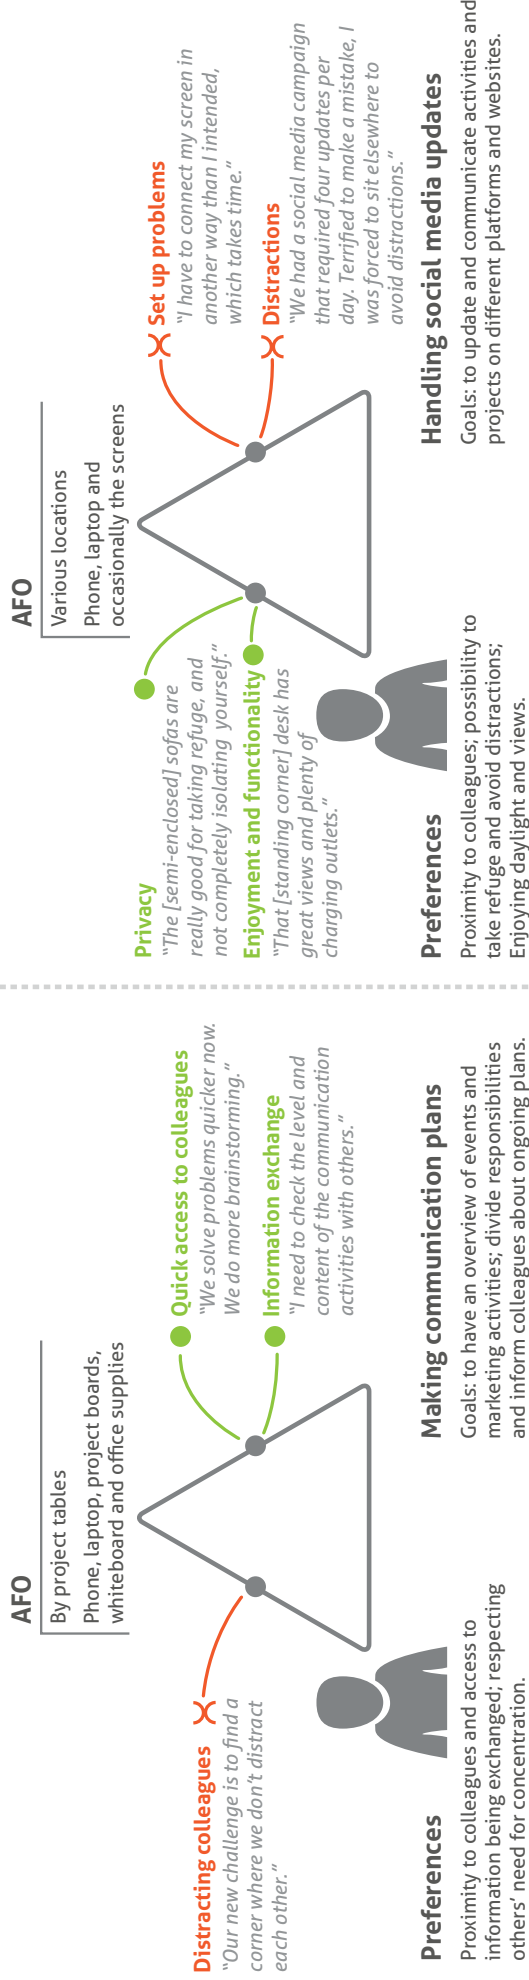 AFO
By project tables
Phone, laptop, project boards,
whiteboard and office supplies
Distracting colleagues
“Our new challenge is to find a
corner where we don‘t distract
each other.”
Quick access to colleagues
“We solve problems quicker now.
We do more brainstorming.”
Information exchange
“I need to check the level and
content of the communication
activities with others.”
Preferences
Proximity to colleagues and access to
information being exchanged; respecting
others’ need for concentration.
Making communication plans
Goals: to have an overview of events and
marketing activities; divide responsibilities
and inform colleagues about ongoing plans.
AFO
Various locations
Phone, laptop and
occasionally the screens
Privacy
“The [semi-enclosed] sofas are
really good for taking refuge, and
not completely isolating yourself.”
Enjoyment and functionality
“That [standing corner] desk has
great views and plenty of
charging outlets.”
Set up problems
“I have to connect my screen in
another way than I intended,
which takes time.”
Distractions
“We had a social media campaign
that required four updates per
day. Terrified to make a mistake, I
was forced to sit elsewhere to
avoid distractions.”
Preferences
Proximity to colleagues; possibility to
take refuge and avoid distractions;
Enjoying daylight and views.
Handling social media updates
Goals: to update and communicate activities and
projects on different platforms and websites.